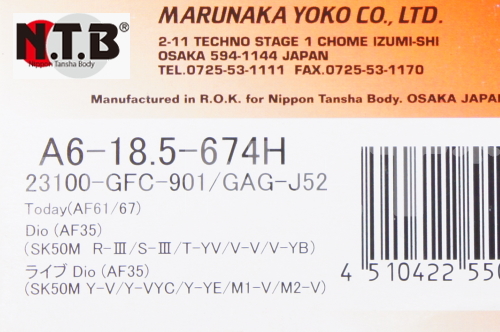 N.T.B®
Nippon Tansha Body
MARUNAKA YOKO CO., LTD.
2-11 TECHNO STAGE 1 CHOME IZUMI-SHI
OSAKA 594-1144 JAPAN
TEL.0725-53-1111 FAX.0725-53-1170
Manufactured in R.O.K. for Nippon Tansha Body. OSAKA JAPAN
A6-18.5-674H
23100-GFC-901/GAG-J52
Today(AF61/67)
Dio (AF35)
(SK50M R-Ⅲ/S-Ⅲ/T-YV/V-V/V-YB)
ライブ Dio (AF35)
(SK50M Y-V/Y-VYC/Y-YE/M1-V/M2-V)
4 510422 550